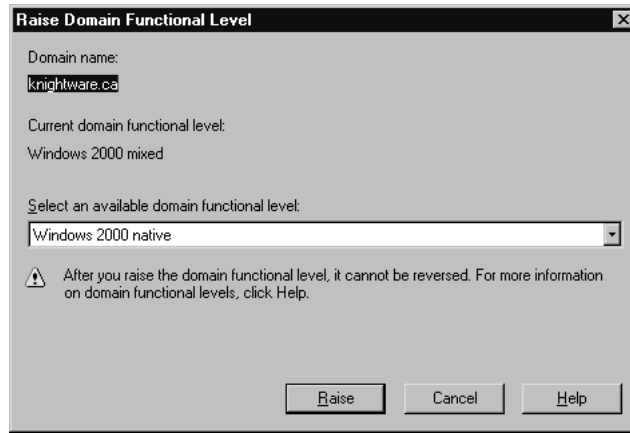 Raise Domain Functional Level
Domain name:
knightware.ca
Current domain functional level:
Windows 2000 mixed
Select an available domain functional level:
Windows 2000 native
After you raise the domain functional level, it cannot be reversed. For more information
on domain functional levels, click Help.
Raise Cancel Help